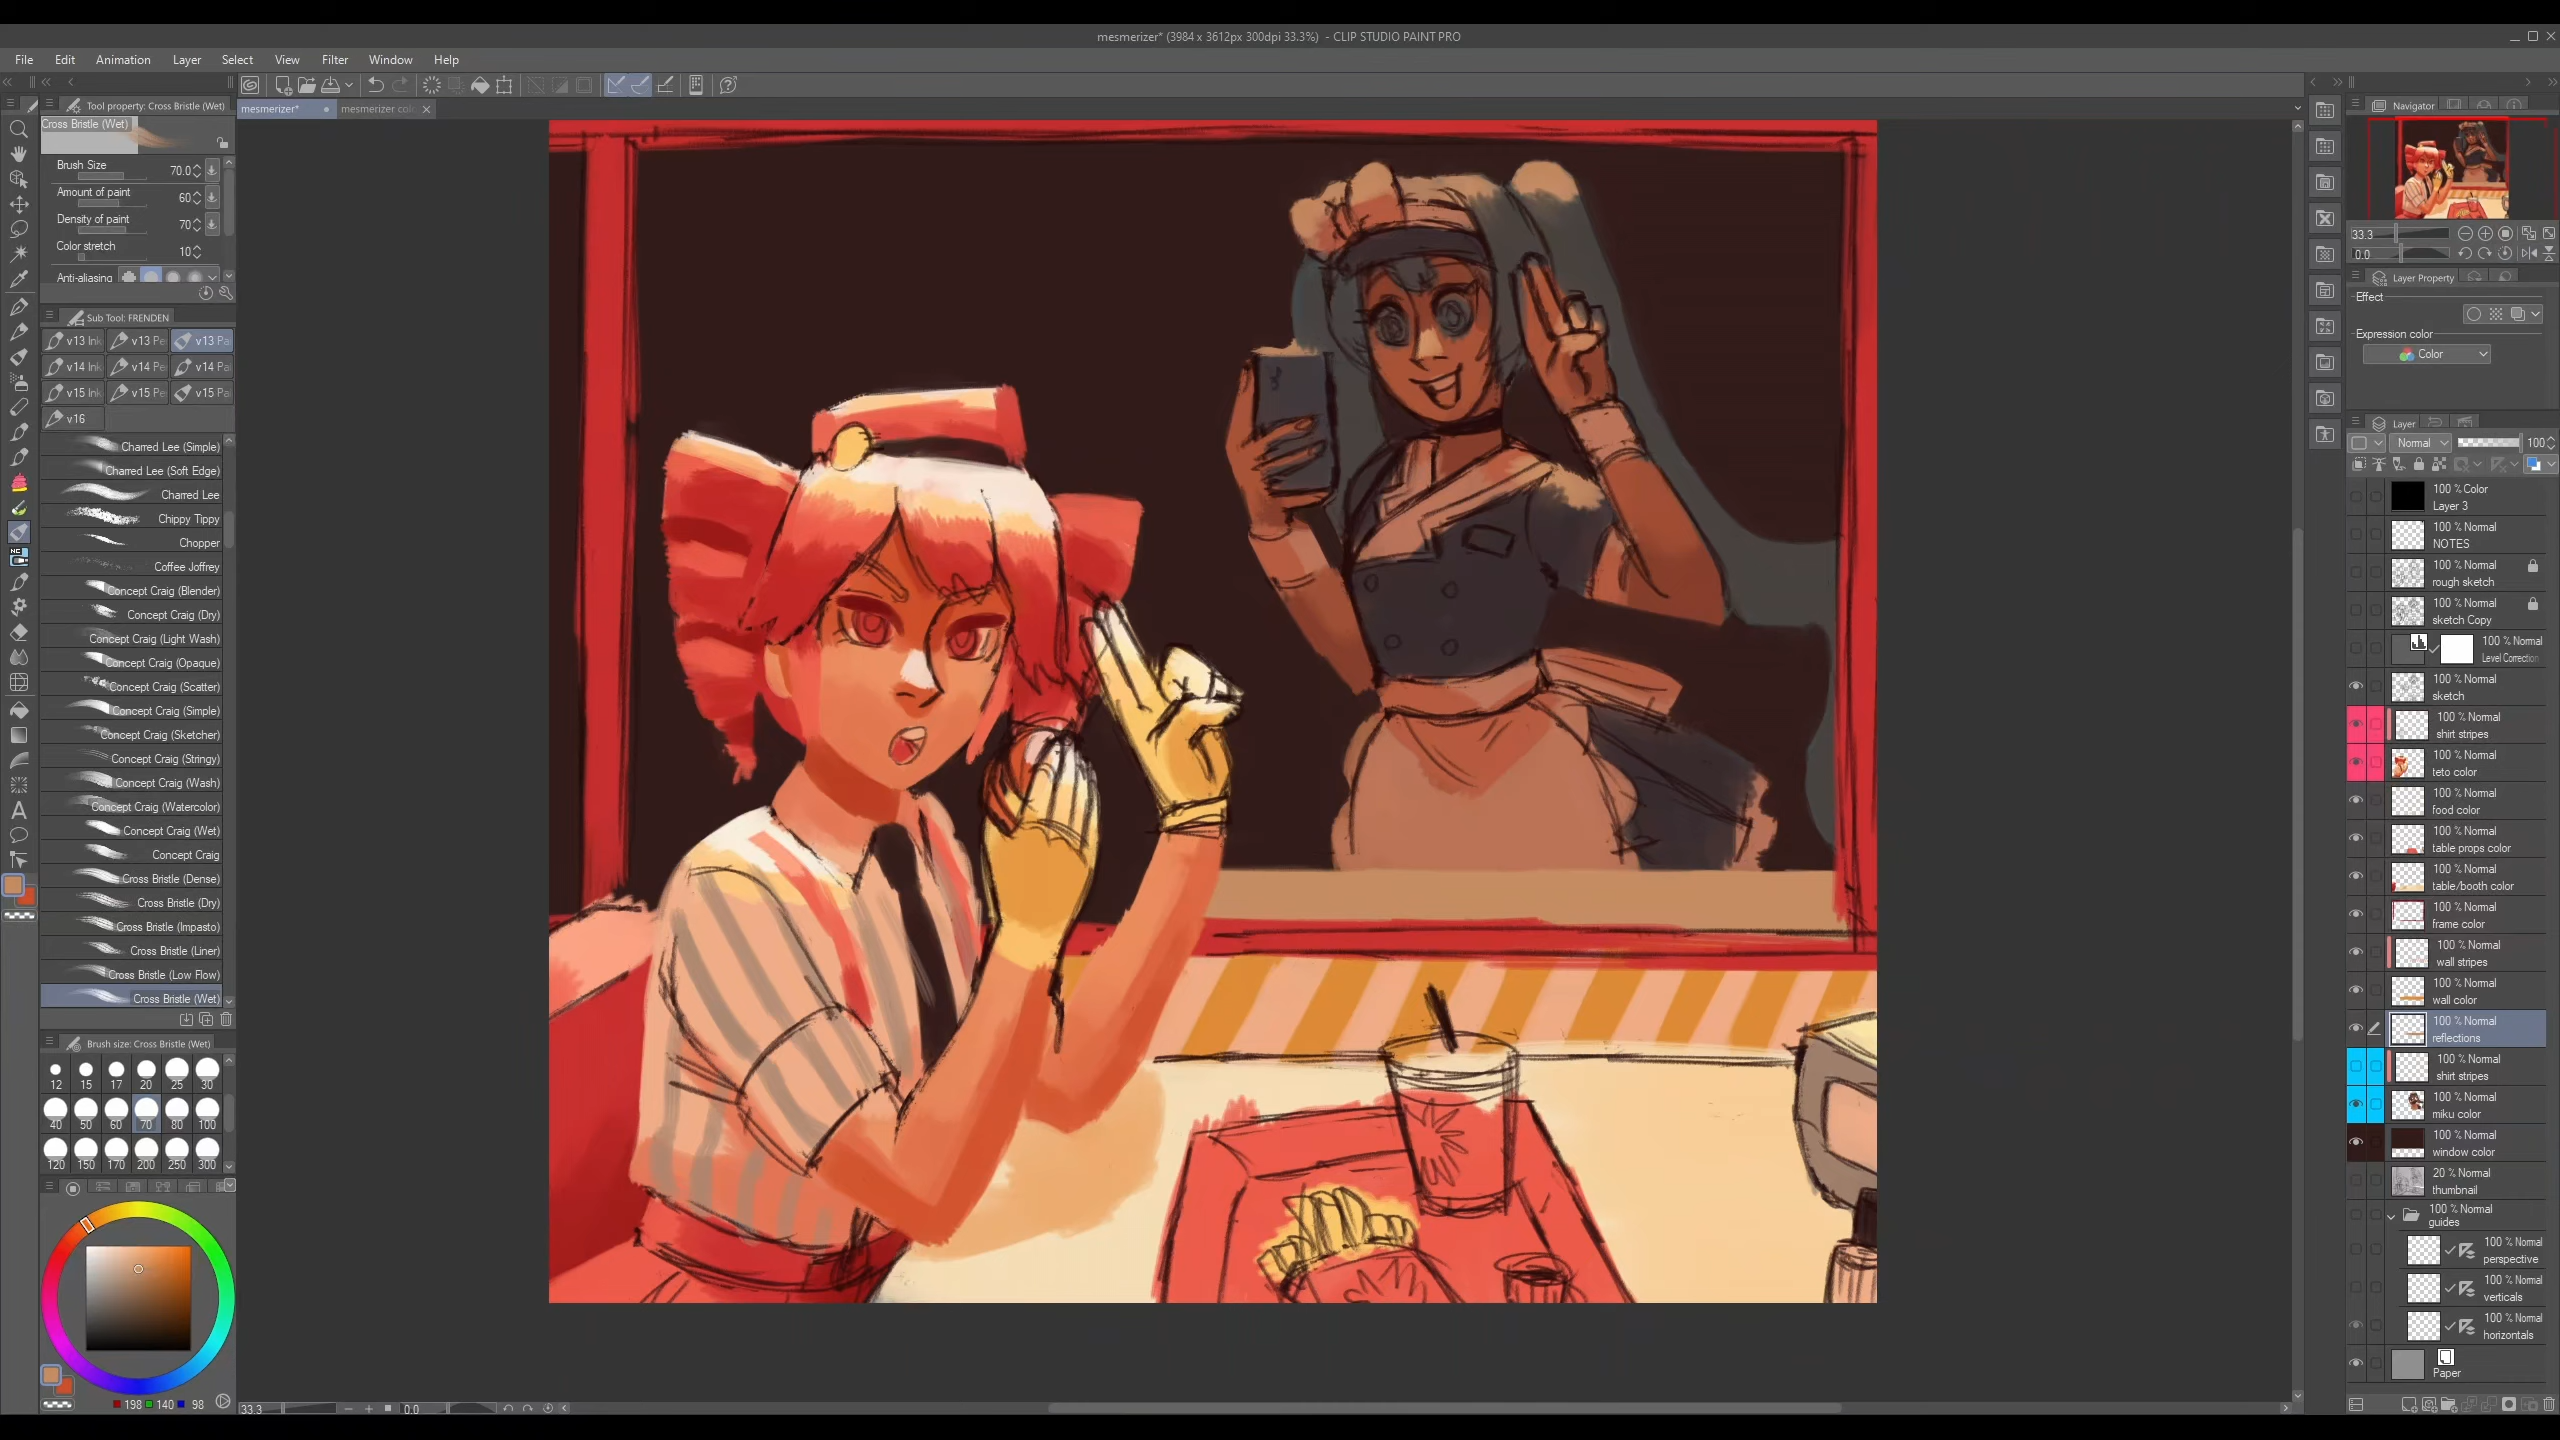 mesmerizer* (3984 x 3612px 300dpi 33.3%) - CLIP STUDIO PAINT PRO
File Edit Animation Layer Select View Filter Window Help
Tool property: Cross Bristle (Wet)
mesmerizer*
mesmerizer col
Cross Bristle (Wet)
Brush Size 70.0
Amount of paint 60
Density of paint 70
Color stretch 10
Anti-aliasing
Sub Tool: FRENDEN
v13 Ink v13 Pe v13 Pa
v14 Ink v14 Pe v14 Pa
v15 Ink v15 Pe v15 Pa
v16
Charred Lee (Simple)
Charred Lee (Soft Edge)
Charred Lee
Chippy Tippy
Chopper
Coffee Joffrey
Concept Craig (Blender)
Concept Craig (Dry)
Concept Craig (Light Wash)
Concept Craig (Opaque)
Concept Craig (Scatter)
Concept Craig (Simple)
Concept Craig (Sketcher)
Concept Craig (Stringy)
Concept Craig (Wash)
Concept Craig (Watercolor)
Concept Craig (Wet)
Concept Craig
Cross Bristle (Dense)
Cross Bristle (Dry)
Cross Bristle (Impasto)
Cross Bristle (Liner)
Cross Bristle (Low Flow)
Cross Bristle (Wet)
Brush size: Cross Bristle (Wet)
12 15 17 20 25 30
40 50 60 70 80 100
120 150 170 200 250 300
198 140 98
33.3 0.0
Navigator
33.3
0.0
Layer Property
Effect
Expression color
Color
Layer
Normal 100
100 % Color
Layer 3
100 % Normal
NOTES
100 % Normal
rough sketch
100 % Normal
sketch Copy
100 % Normal
Level Correction
100 % Normal
sketch
100 % Normal
shirt stripes
100 % Normal
teto color
100 % Normal
food color
100 % Normal
table props color
100 % Normal
table/booth color
100 % Normal
frame color
100 % Normal
wall stripes
100 % Normal
wall color
100 % Normal
reflections
100 % Normal
shirt stripes
100 % Normal
miku color
100 % Normal
window color
20 % Normal
thumbnail
100 % Normal
guides
100 % Normal
perspective
100 % Normal
verticals
100 % Normal
horizontals
Paper